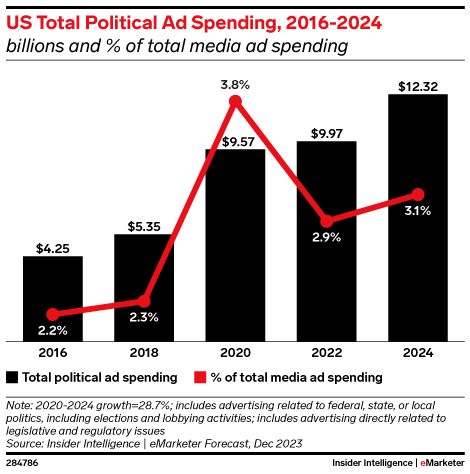 US Total Political Ad Spending, 2016-2024
billions and % of total media ad spending
$12.32
3.8%
$9.57
$9.97
$5.35
$4.25
3.1%
2.9%
2.2%
2.3%
2016 2018 2020 2022 2024
Total political ad spending % of total media ad spending
Note: 2020-2024 growth=28.7%; includes advertising related to federal, state, or local
politics, including elections and lobbying activities; includes advertising directly related to
legislative and regulatory issues
Source: Insider Intelligence | eMarketer Forecast, Dec 2023
284786 Insider Intelligence | eMarketer